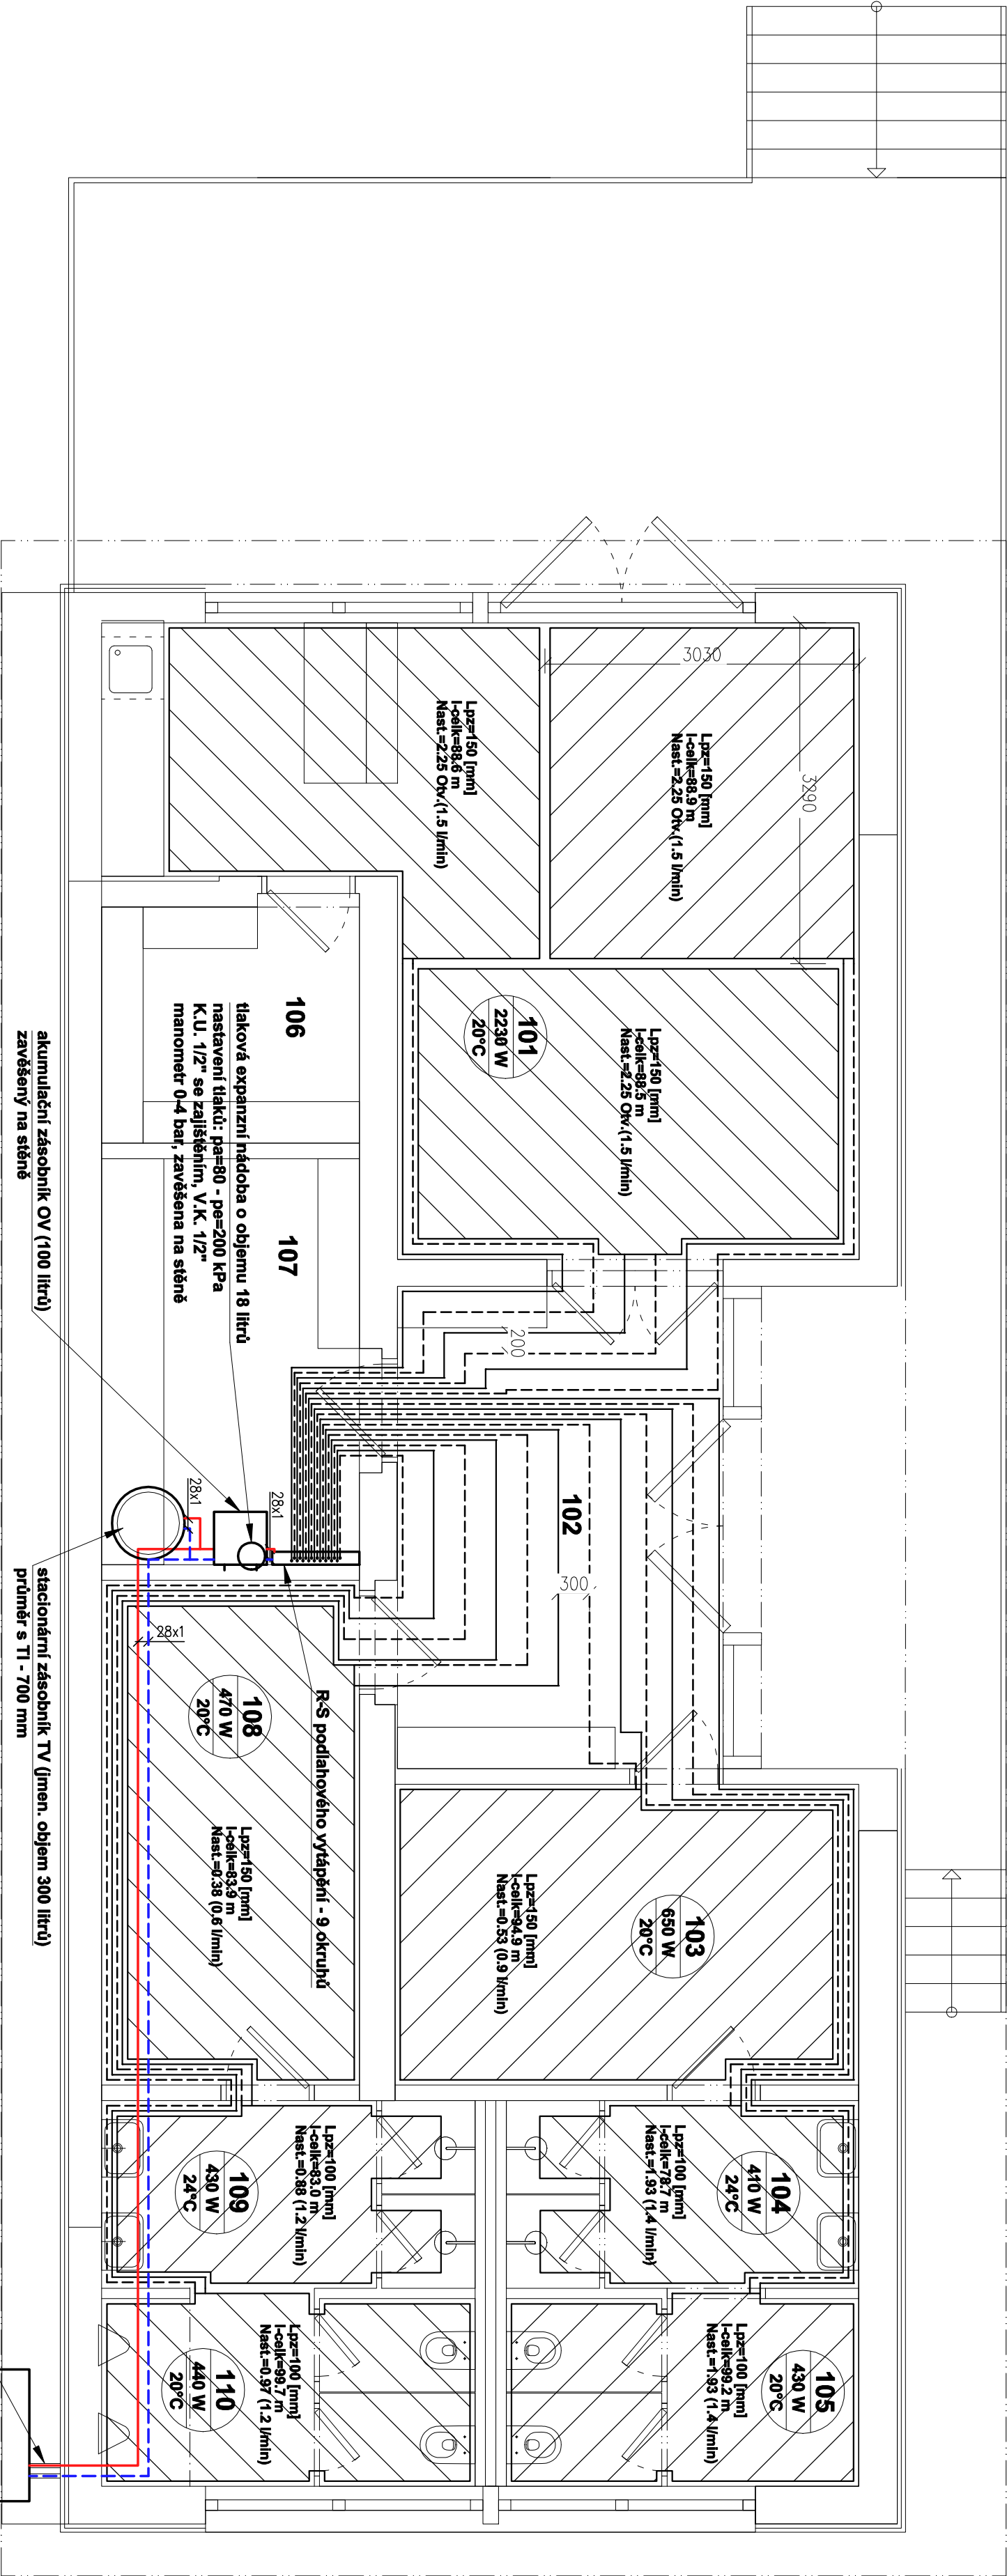 3030
3290
Lpz=150 [mm]
l-celk=88.9 m
Nast.=2.25 Otv.(1.5 l/min)
Lpz=150 [mm]
l-celk=88.6 m
Nast.=2.25 Otv.(1.5 l/min)
Lpz=150 [mm]
l-celk=88.5 m
Nast.=2.25 Otv.(1.5 l/min)
101
2230 W
20°C
106
107
tlaková expanzní nádoba o objemu 18 litrů
nastavení tlaků: pa=80 - pe=200 kPa
K.U. 1/2" se zajištěním, V.K. 1/2"
manometr 0-4 bar, zavěšena na stěně
akumulační zásobník OV (100 litrů)
zavěšený na stěně
200
102
300
28x1
28x1
28x1
stacionární zásobník TV (jmen. objem 300 litrů)
průměr s TI - 700 mm
R-S podlahového vytápění - 9 okruhů
108
470 W
20°C
Lpz=150 [mm]
l-celk=83.9 m
Nast.=0.38 (0.6 l/min)
103
650 W
20°C
Lpz=150 [mm]
l-celk=94.9 m
Nast.=0.53 (0.9 l/min)
104
410 W
24°C
Lpz=100 [mm]
l-celk=78.7 m
Nast.=1.93 (1.4 l/min)
109
430 W
24°C
Lpz=100 [mm]
l-celk=83.0 m
Nast.=0.88 (1.2 l/min)
105
430 W
20°C
Lpz=100 [mm]
l-celk=99.2 m
Nast.=1.93 (1.4 l/min)
110
440 W
20°C
Lpz=100 [mm]
l-celk=99.7 m
Nast.=0.97 (1.2 l/min)